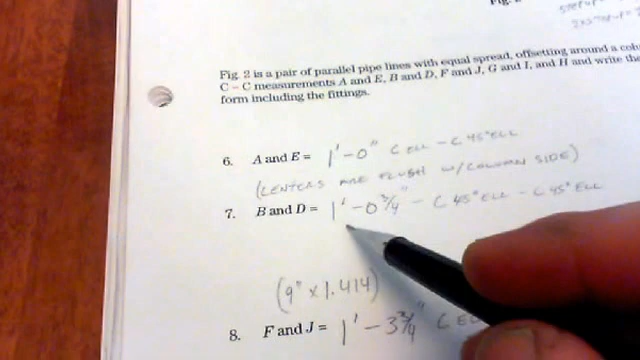 Fig. 2
Fig. 2 is a pair of parallel pipe lines with equal spread, offsetting around a
C – C measurements A and E, B and D, F and J, G and I, and H and write the
form including the fittings.
6. A and E = 1' - 0" C ELL - C 45° ELL
(CENTERS ARE FLUSH W/COLUMN SIDE)
7. B and D = 1' - 0 3/4" - C 45° ELL - C 45° ELL
(9" x 1.414)
8. F and J = 1' - 3 3/4" C